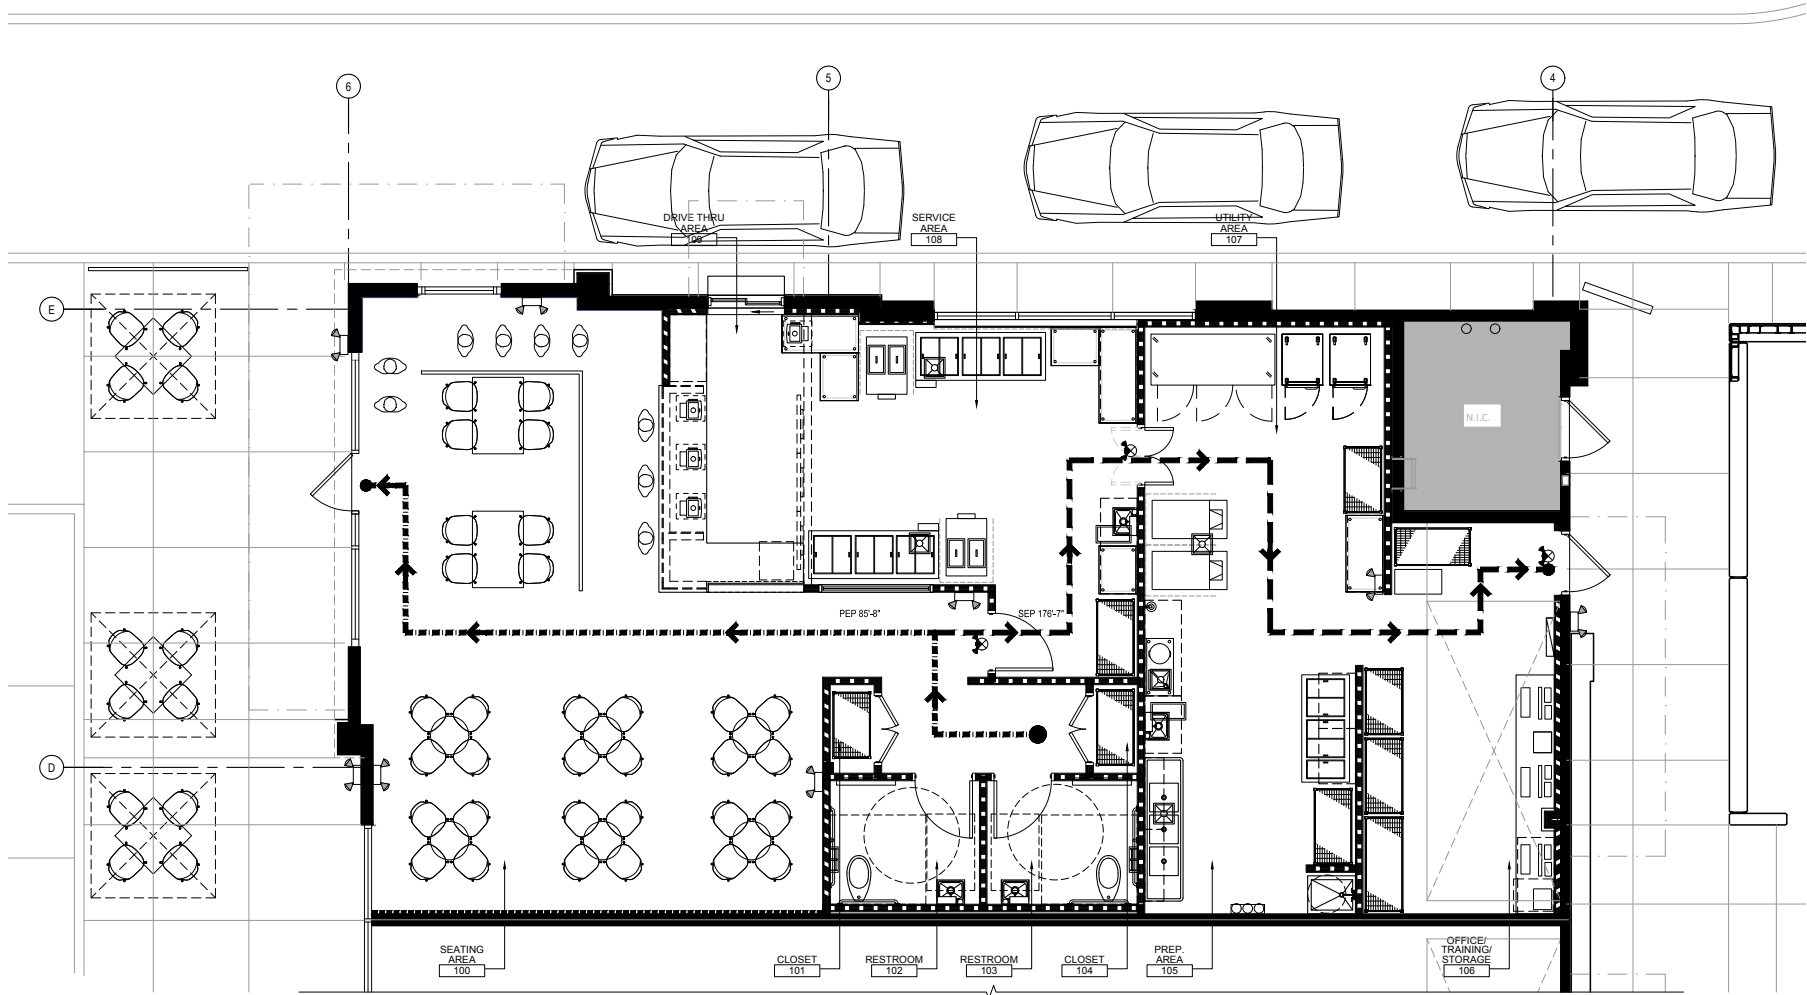 6
5
4
DRIVE THRU
AREA
109
SERVICE
AREA
108
UTILITY
AREA
107
E
N.I.C.
PEP 85'-8"
SEP 176'-7"
D
SEATING
AREA
100
CLOSET
101
RESTROOM
102
RESTROOM
103
CLOSET
104
PREP.
AREA
105
OFFICE/
TRAINING/
STORAGE
106